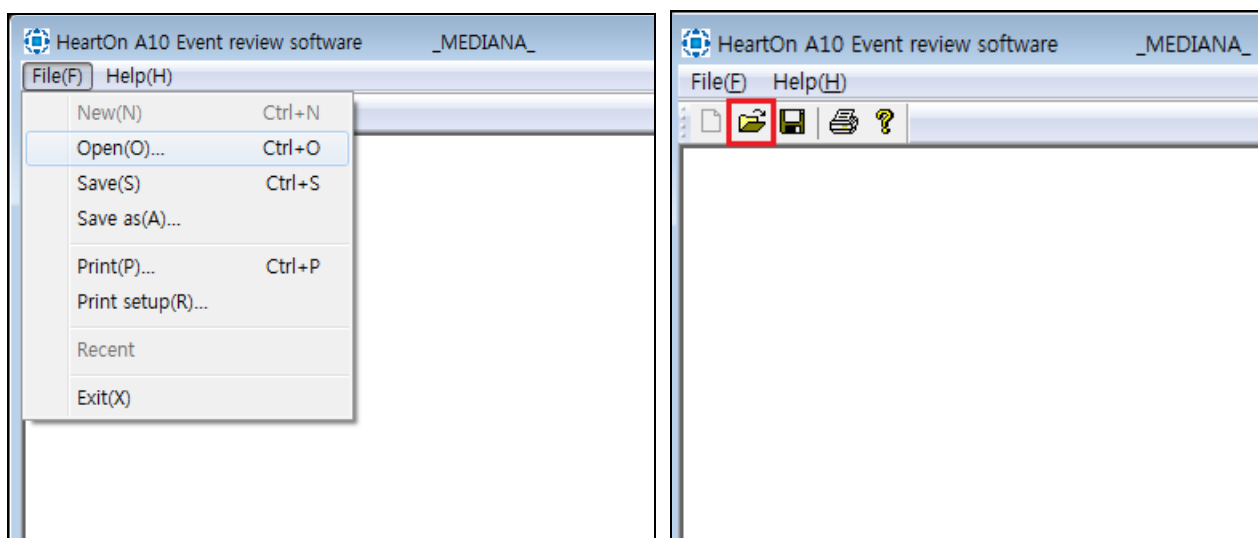 HeartOn A10 Event review software _MEDIANA_
File(F) Help(H)
New(N) Ctrl+N
Open(O)... Ctrl+O
Save(S) Ctrl+S
Save as(A)...
Print(P)... Ctrl+P
Print setup(R)...
Recent
Exit(X)
HeartOn A10 Event review software _MEDIANA_
File(F) Help(H)